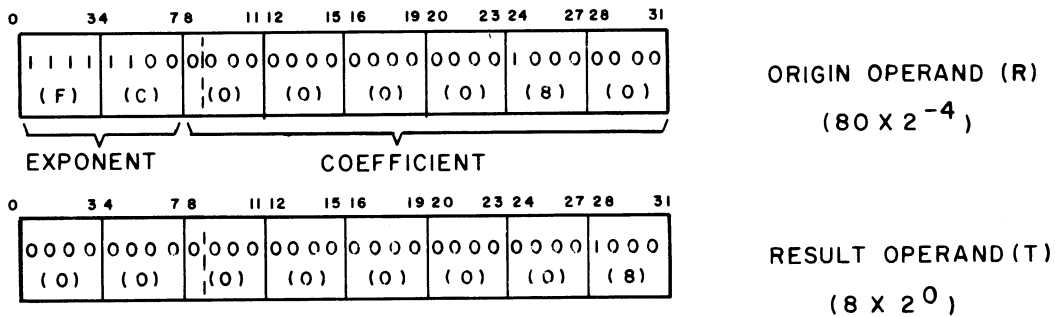 0 3 4 7 8 11 12 15 16 19 20 23 24 27 28 31
1111 1100 0000 0000 0000 0000 1000 0000
(F) (C) (0) (0) (0) (0) (8) (0)
ORIGIN OPERAND (R)
(80 X 2⁻⁴)
EXPONENT COEFFICIENT
0 3 4 7 8 11 12 15 16 19 20 23 24 27 28 31
0000 0000 0000 0000 0000 0000 0000 1000
(0) (0) (0) (0) (0) (0) (0) (8)
RESULT OPERAND (T)
(8 X 2⁰)